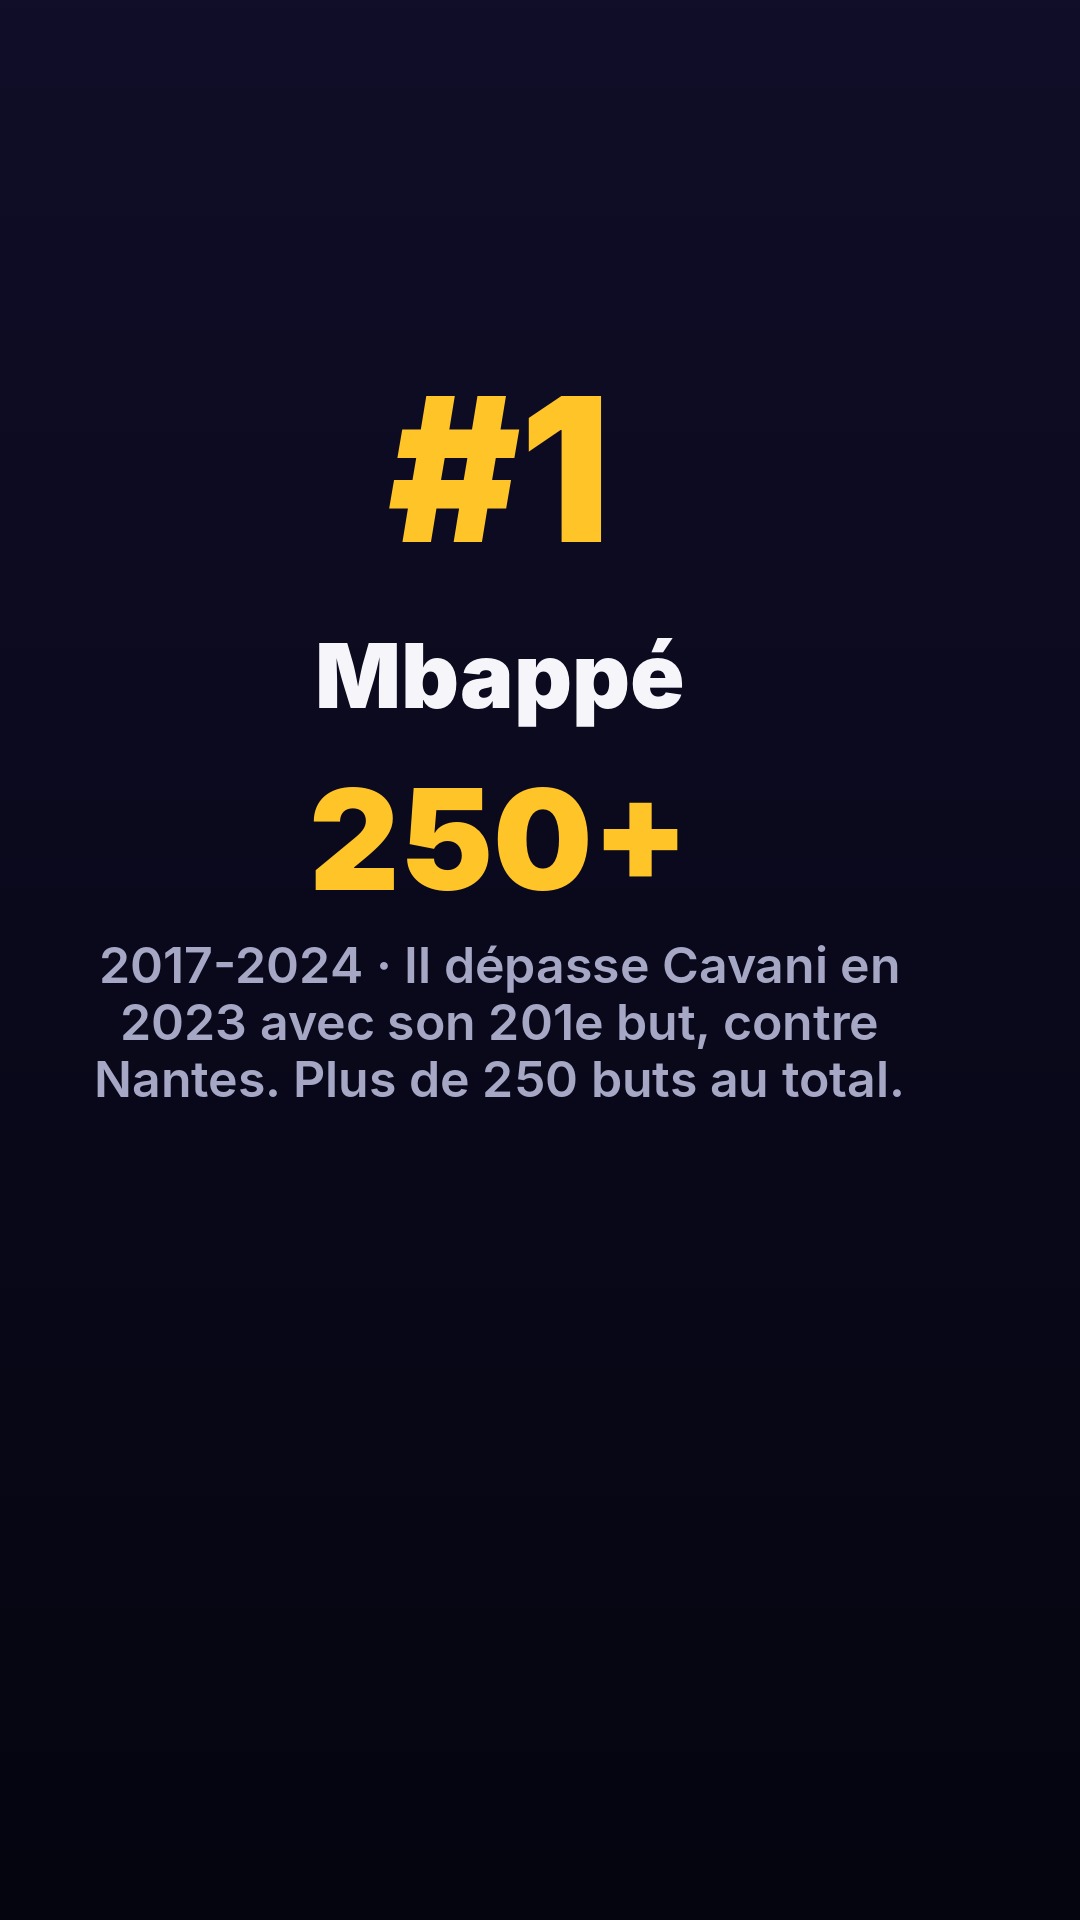 #1
Mbappé
250+
2017-2024 · Il dépasse Cavani en
2023 avec son 201e but, contre
Nantes. Plus de 250 buts au total.